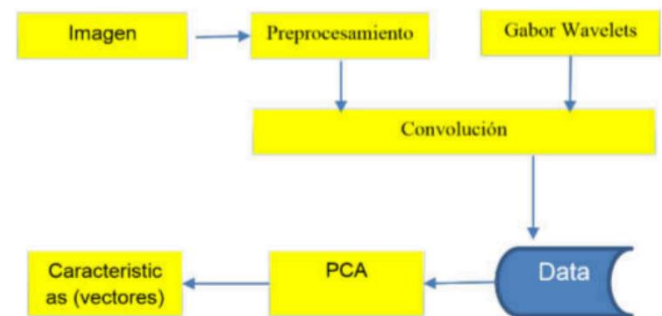 Imagen
Preprocesamiento
Gabor Wavelets
Convolución
Data
PCA
Caracteristic
as (vectores)